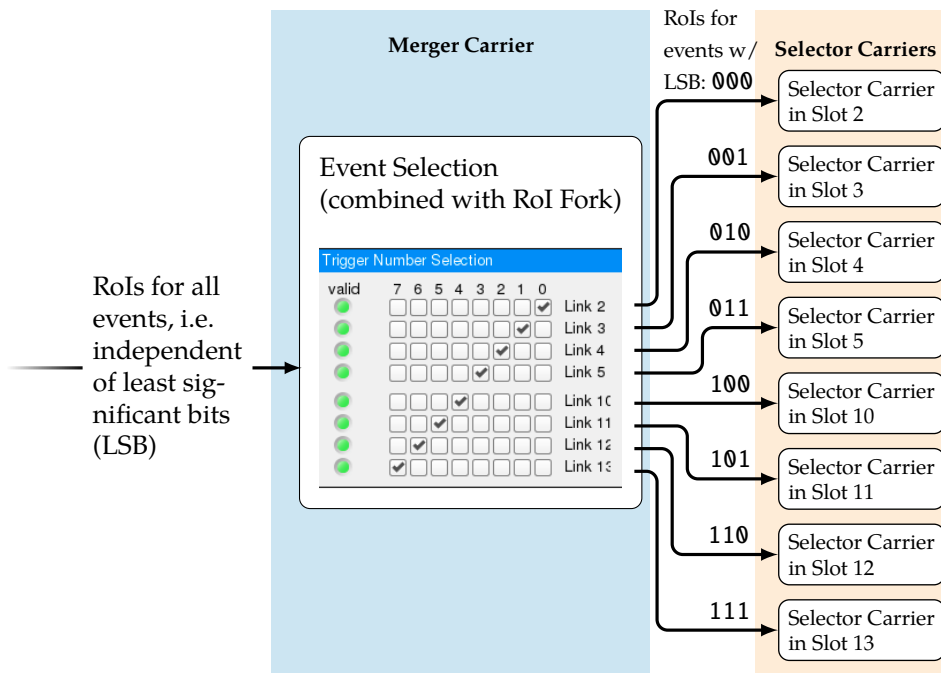 Merger Carrier
RoIs for
events w/
LSB: 000
Selector Carriers
Event Selection
(combined with RoI Fork)
Trigger Number Selection
valid 7 6 5 4 3 2 1 0
Link 2
Link 3
Link 4
Link 5
Link 10
Link 11
Link 12
Link 13
RoIs for all
events, i.e.
independent
of least sig-
nificant bits
(LSB)
001
010
011
100
101
110
111
Selector Carrier
in Slot 2
Selector Carrier
in Slot 3
Selector Carrier
in Slot 4
Selector Carrier
in Slot 5
Selector Carrier
in Slot 10
Selector Carrier
in Slot 11
Selector Carrier
in Slot 12
Selector Carrier
in Slot 13